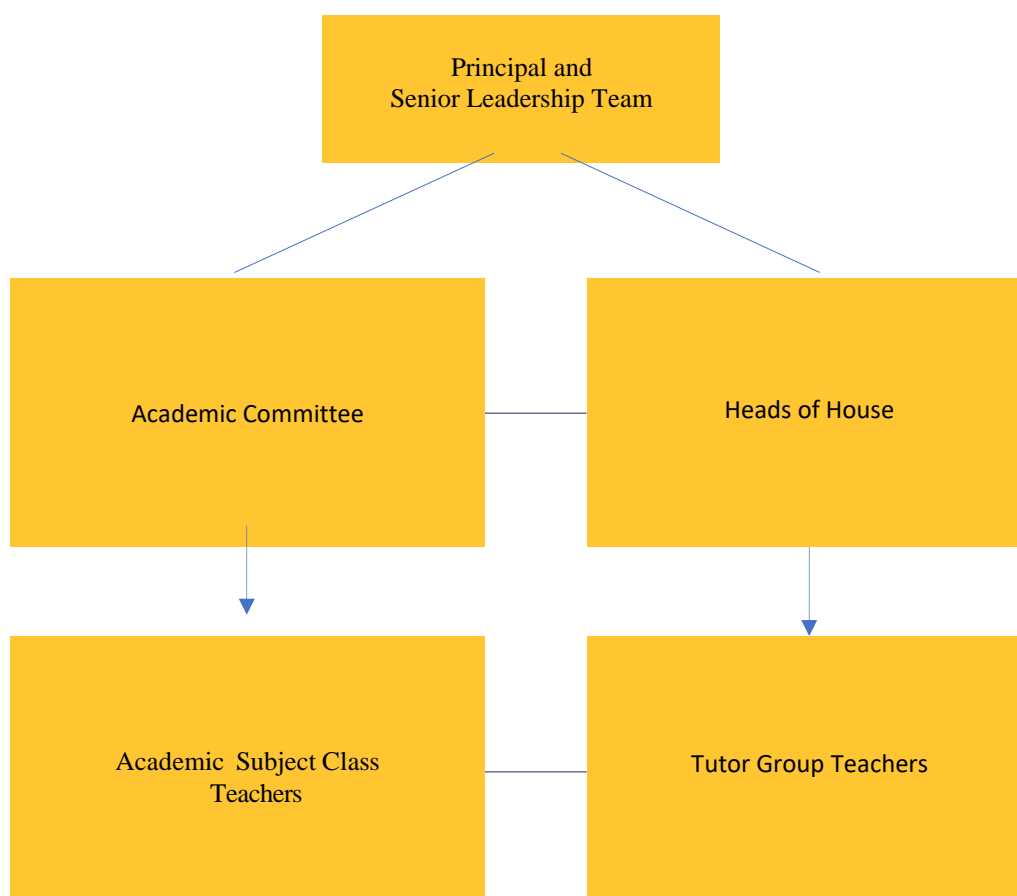 Principal and
Senior Leadership Team
Academic Committee
Heads of House
Academic  Subject Class
Teachers
Tutor Group Teachers